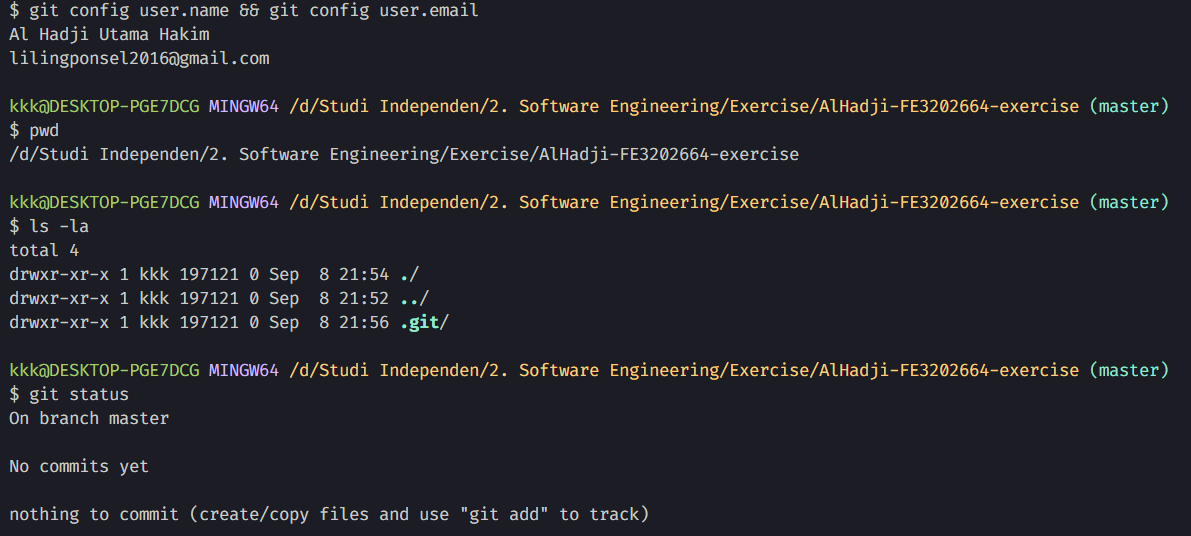 $ git config user.name && git config user.email
Al Hadji Utama Hakim
lilingponsel2016@gmail.com
kkk@DESKTOP-PGE7DCG MINGW64 /d/Studi Independen/2. Software Engineering/Exercise/AlHadji-FE3202664-exercise (master)
$ pwd
/d/Studi Independen/2. Software Engineering/Exercise/AlHadji-FE3202664-exercise
kkk@DESKTOP-PGE7DCG MINGW64 /d/Studi Independen/2. Software Engineering/Exercise/AlHadji-FE3202664-exercise (master)
$ ls -la
total 4
drwxr-xr-x 1 kkk 197121 0 Sep  8 21:54 ./
drwxr-xr-x 1 kkk 197121 0 Sep  8 21:52 ../
drwxr-xr-x 1 kkk 197121 0 Sep  8 21:56 .git/
kkk@DESKTOP-PGE7DCG MINGW64 /d/Studi Independen/2. Software Engineering/Exercise/AlHadji-FE3202664-exercise (master)
$ git status
On branch master
No commits yet
nothing to commit (create/copy files and use "git add" to track)